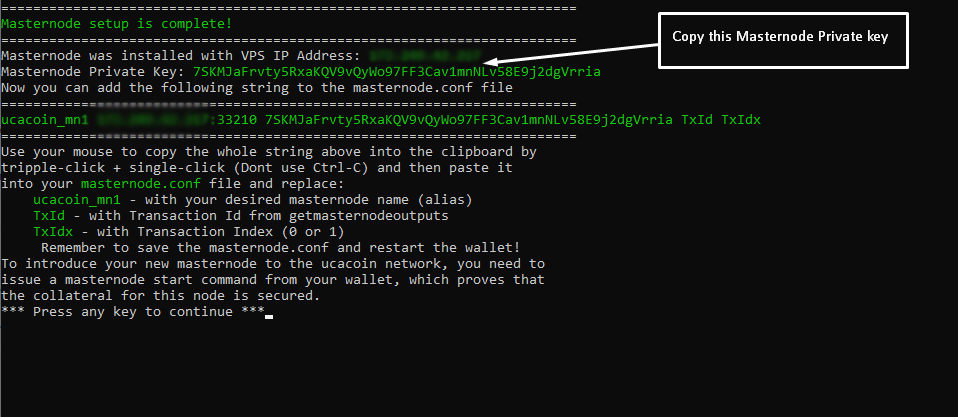 ========================================================================
Masternode setup is complete!
========================================================================
Masternode was installed with VPS IP Address:
Masternode Private Key: 7SKMJaFrvty5RxaKQV9vQyWo97FF3Cav1mnNLv58E9j2dgVrria
Now you can add the following string to the masternode.conf file
========================================================================
ucacoin_mn1 :33210 7SKMJaFrvty5RxaKQV9vQyWo97FF3Cav1mnNLv58E9j2dgVrria TxId TxIdx
========================================================================
Use your mouse to copy the whole string above into the clipboard by
tripple-click + single-click (Dont use Ctrl-C) and then paste it
into your masternode.conf file and replace:
ucacoin_mn1 - with your desired masternode name (alias)
TxId - with Transaction Id from getmasternodeoutputs
TxIdx - with Transaction Index (0 or 1)
Remember to save the masternode.conf and restart the wallet!
To introduce your new masternode to the ucacoin network, you need to
issue a masternode start command from your wallet, which proves that
the collateral for this node is secured.
*** Press any key to continue ***
Copy this Masternode Private key